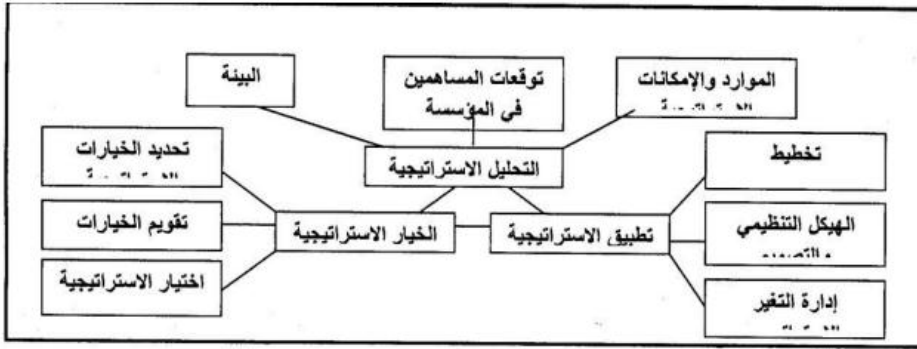 البيئة
توقعات المساهمين
في المؤسسة
الموارد والإمكانات
التحليل الاستراتيجية
تحديد الخيارات
تقويم الخيارات
اختيار الاستراتيجية
الخيار الاستراتيجية
تطبيق الاستراتيجية
تخطيط
الهيكل التنظيمي
إدارة التغير